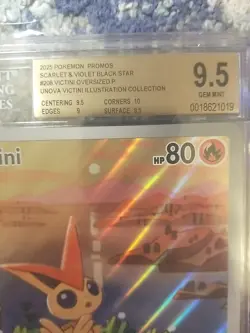 2025 POKEMON PROMOS
SCARLET & VIOLET BLACK STAR
#208 VICTINI OVERSIZED P.
UNOVA VICTINI ILLUSTRATION COLLECTION
CENTERING 9.5 CORNERS 10
EDGES 9 SURFACE 9.5
9.5
GEM MINT
0018621019
ini
HP 80